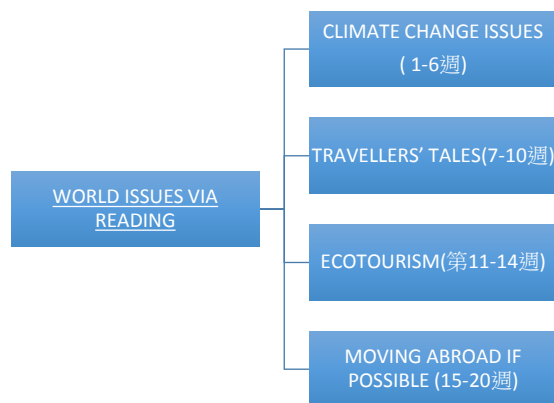 WORLD ISSUES VIA
READING
CLIMATE CHANGE ISSUES
( 1-6週)
TRAVELLERS’ TALES(7-10週)
ECOTOURISM(第11-14週)
MOVING ABROAD IF
POSSIBLE (15-20週)